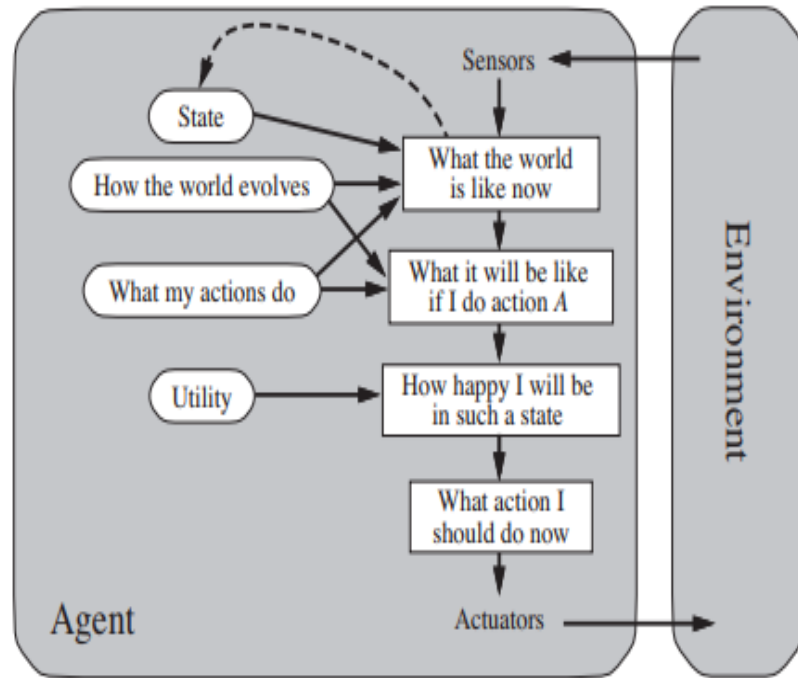 Sensors
State
What the world
is like now
How the world evolves
What my actions do
What it will be like
if I do action A
Utility
How happy I will be
in such a state
What action I
should do now
Agent
Actuators
Environment